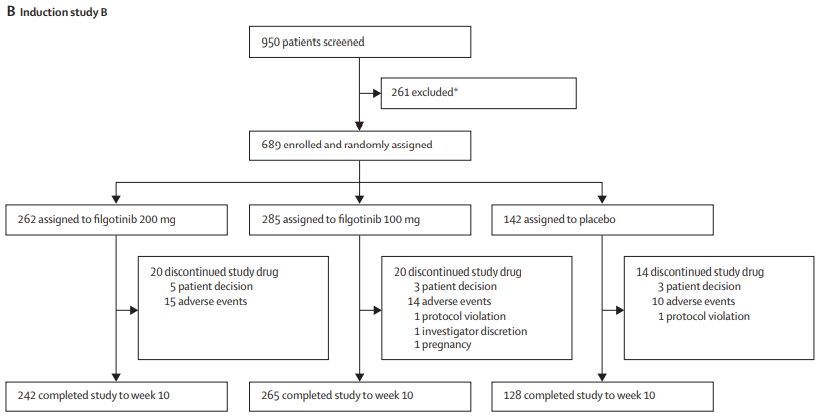 B Induction study B
950 patients screened
261 excluded*
689 enrolled and randomly assigned
262 assigned to filgotinib 200 mg
285 assigned to filgotinib 100 mg
142 assigned to placebo
20 discontinued study drug
5 patient decision
15 adverse events
20 discontinued study drug
3 patient decision
14 adverse events
1 protocol violation
1 investigator discretion
1 pregnancy
14 discontinued study drug
3 patient decision
10 adverse events
1 protocol violation
242 completed study to week 10
265 completed study to week 10
128 completed study to week 10